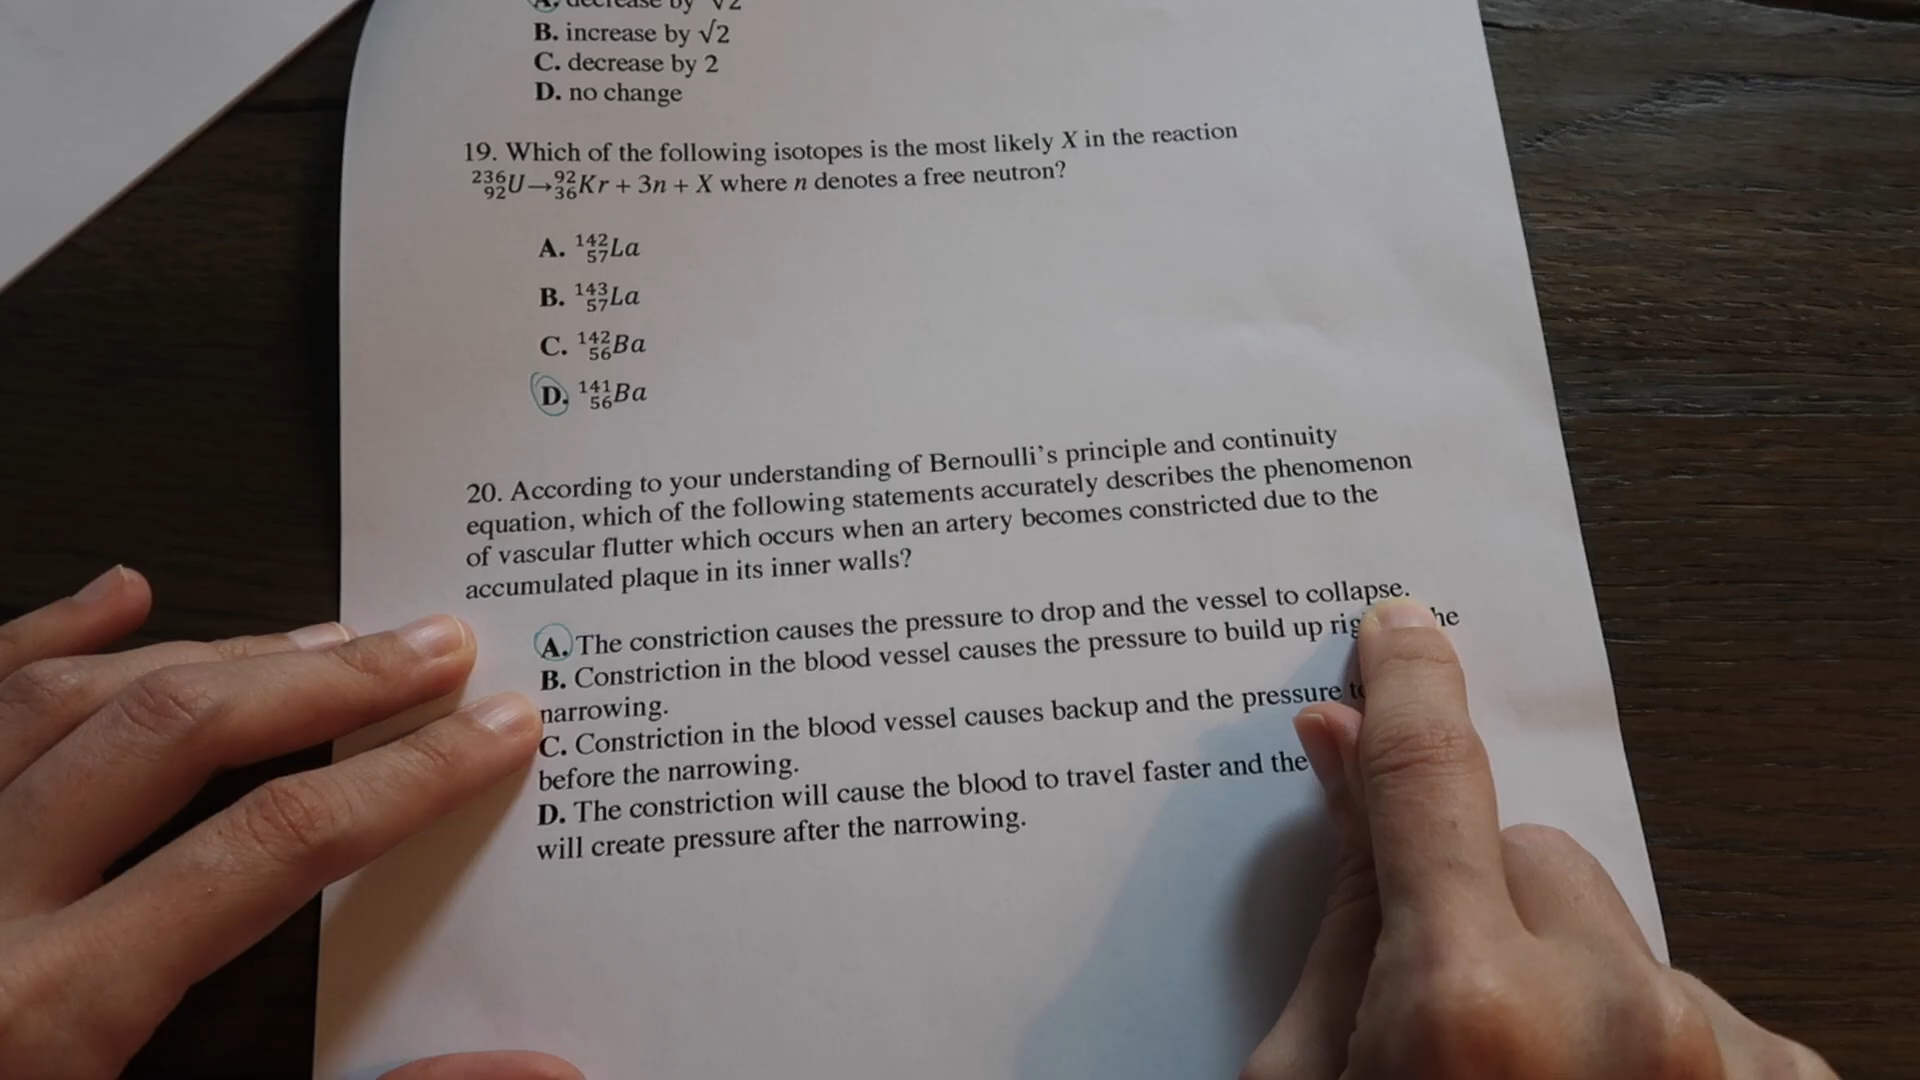 A. decrease by √2
B. increase by √2
C. decrease by 2
D. no change
19. Which of the following isotopes is the most likely X in the reaction
²³⁶₉₂U→⁹²₃₆Kr + 3n + X where n denotes a free neutron?
A. ¹⁴²₅₇La
B. ¹⁴³₅₇La
C. ¹⁴²₅₆Ba
D. ¹⁴¹₅₆Ba
20. According to your understanding of Bernoulli’s principle and continuity
equation, which of the following statements accurately describes the phenomenon
of vascular flutter which occurs when an artery becomes constricted due to the
accumulated plaque in its inner walls?
A. The constriction causes the pressure to drop and the vessel to collapse.
B. Constriction in the blood vessel causes the pressure to build up
narrowing.
C. Constriction in the blood vessel causes backup and the pressure
before the narrowing.
D. The constriction will cause the blood to travel faster and the
will create pressure after the narrowing.